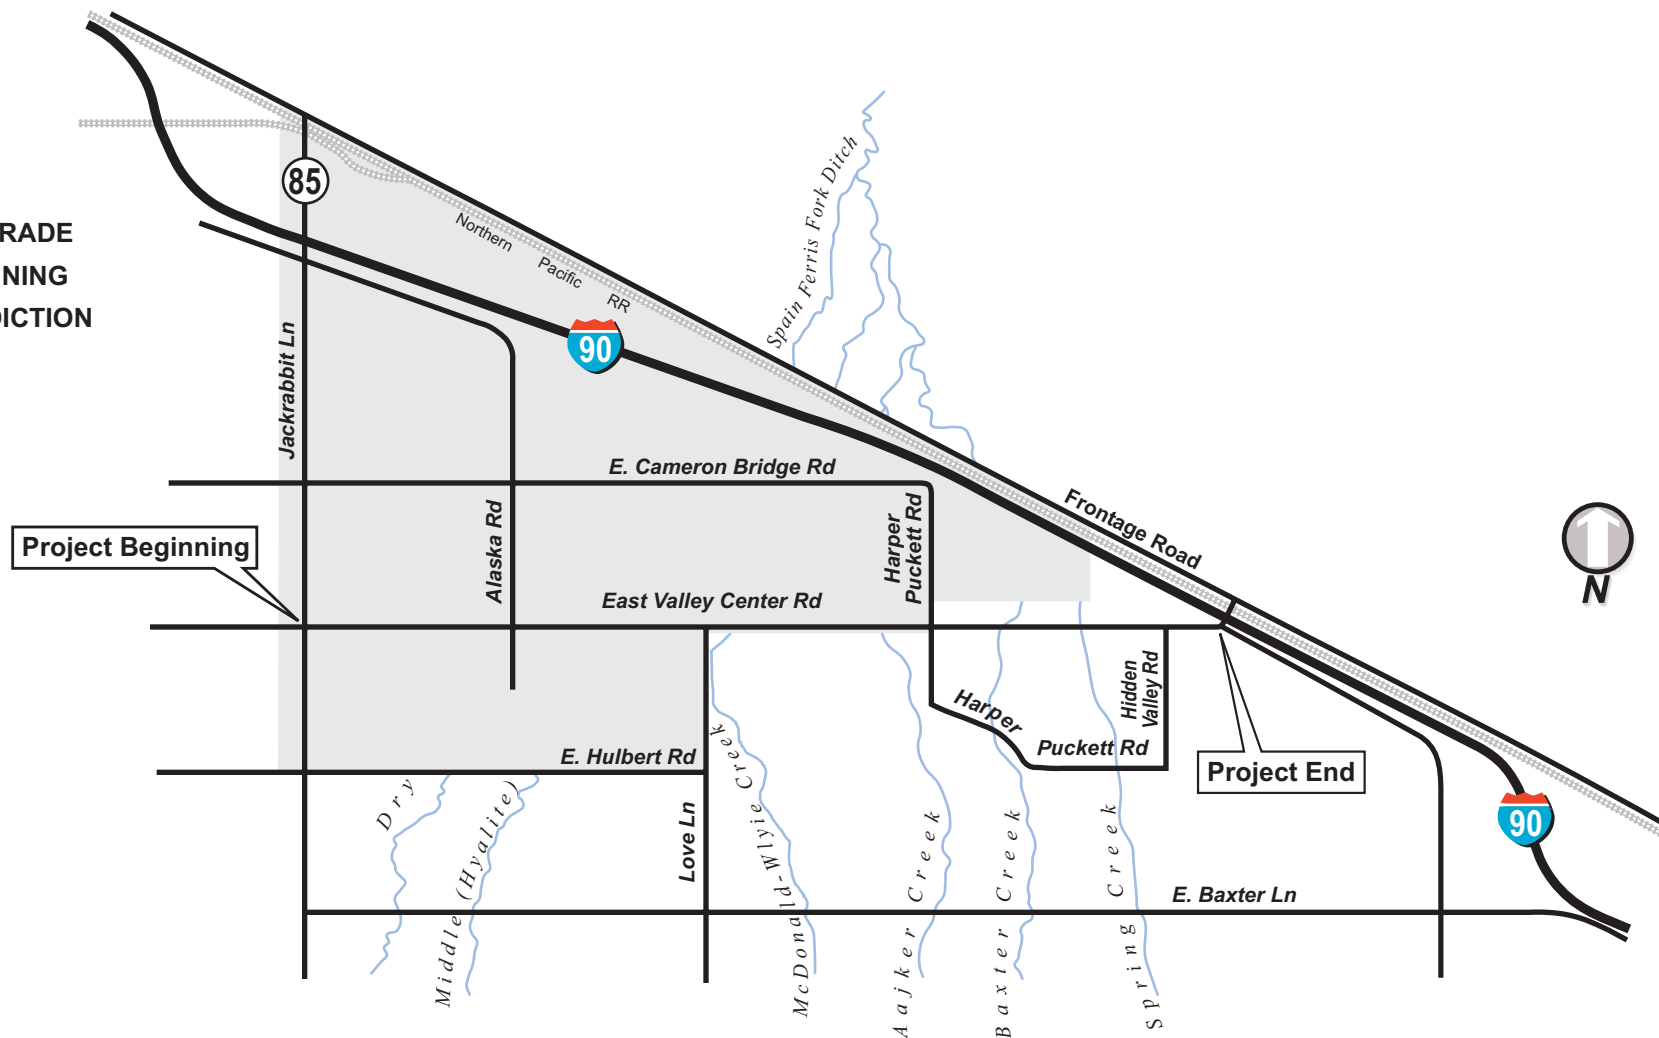 85
RADE
NING
DICTION
Northern
Pacific
RR
90
Jackrabbit Ln
Spain Ferris Fork Ditch
E. Cameron Bridge Rd
Frontage Road
Project Beginning
Alaska Rd
Harper
Puckett Rd
East Valley Center Rd
N
Hidden
Valley Rd
Harper
Puckett Rd
E. Hulbert Rd
Project End
Love Ln
90
Dry
Middle (Hyalite)
McDonald-Wlyie Creek
Aajker Creek
Baxter Creek
Spring Creek
E. Baxter Ln